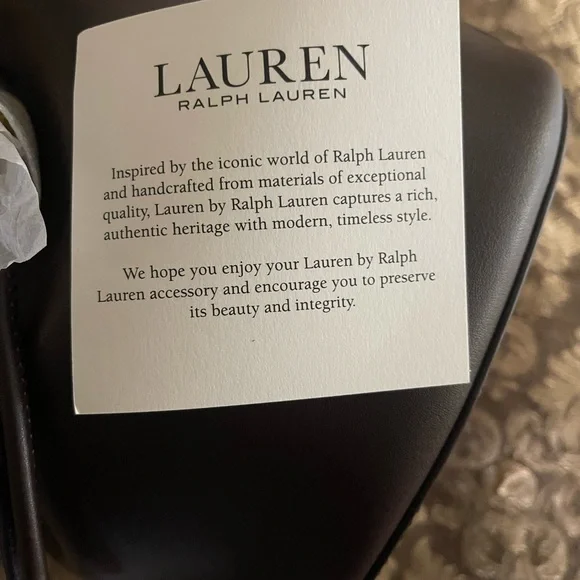 LAUREN
RALPH LAUREN
Inspired by the iconic world of Ralph Lauren
and handcrafted from materials of exceptional
quality, Lauren by Ralph Lauren captures a rich,
authentic heritage with modern, timeless style.
We hope you enjoy your Lauren by Ralph
Lauren accessory and encourage you to preserve
its beauty and integrity.